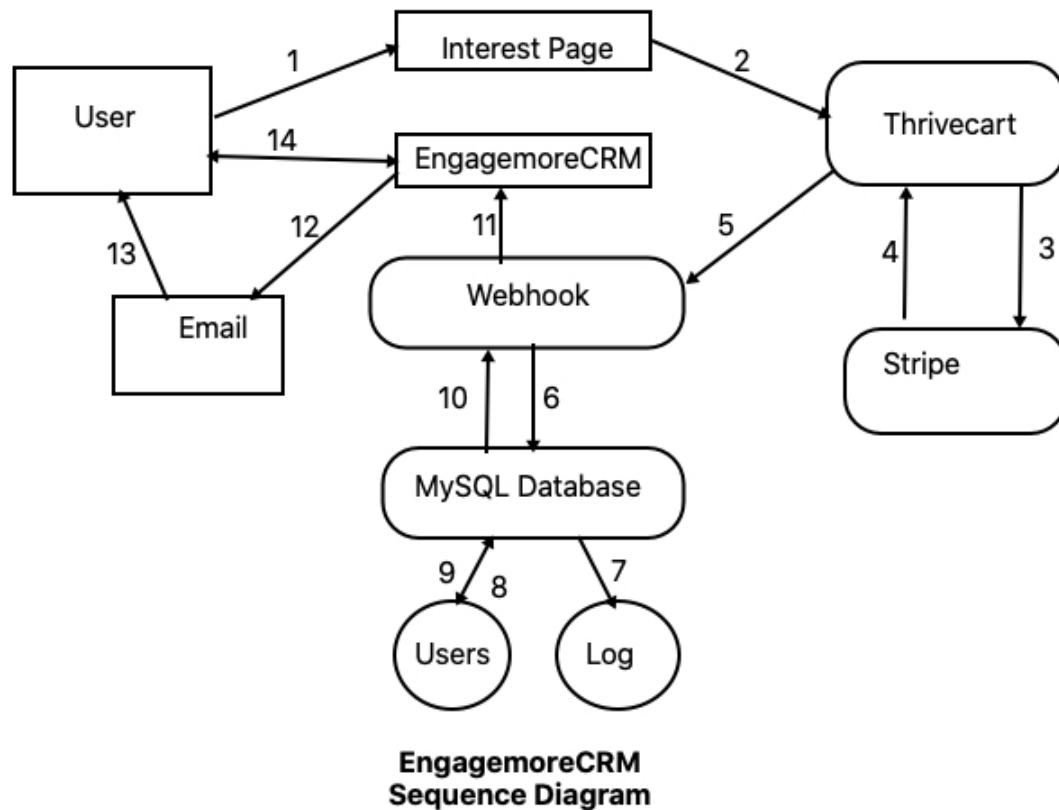 Interest Page
1
2
User
Thrivecart
14
EngagemoreCRM
12
11
5
13
4
3
Webhook
Email
Stripe
10
6
MySQL Database
9
8
7
Users
Log
EngagemoreCRM
Sequence Diagram